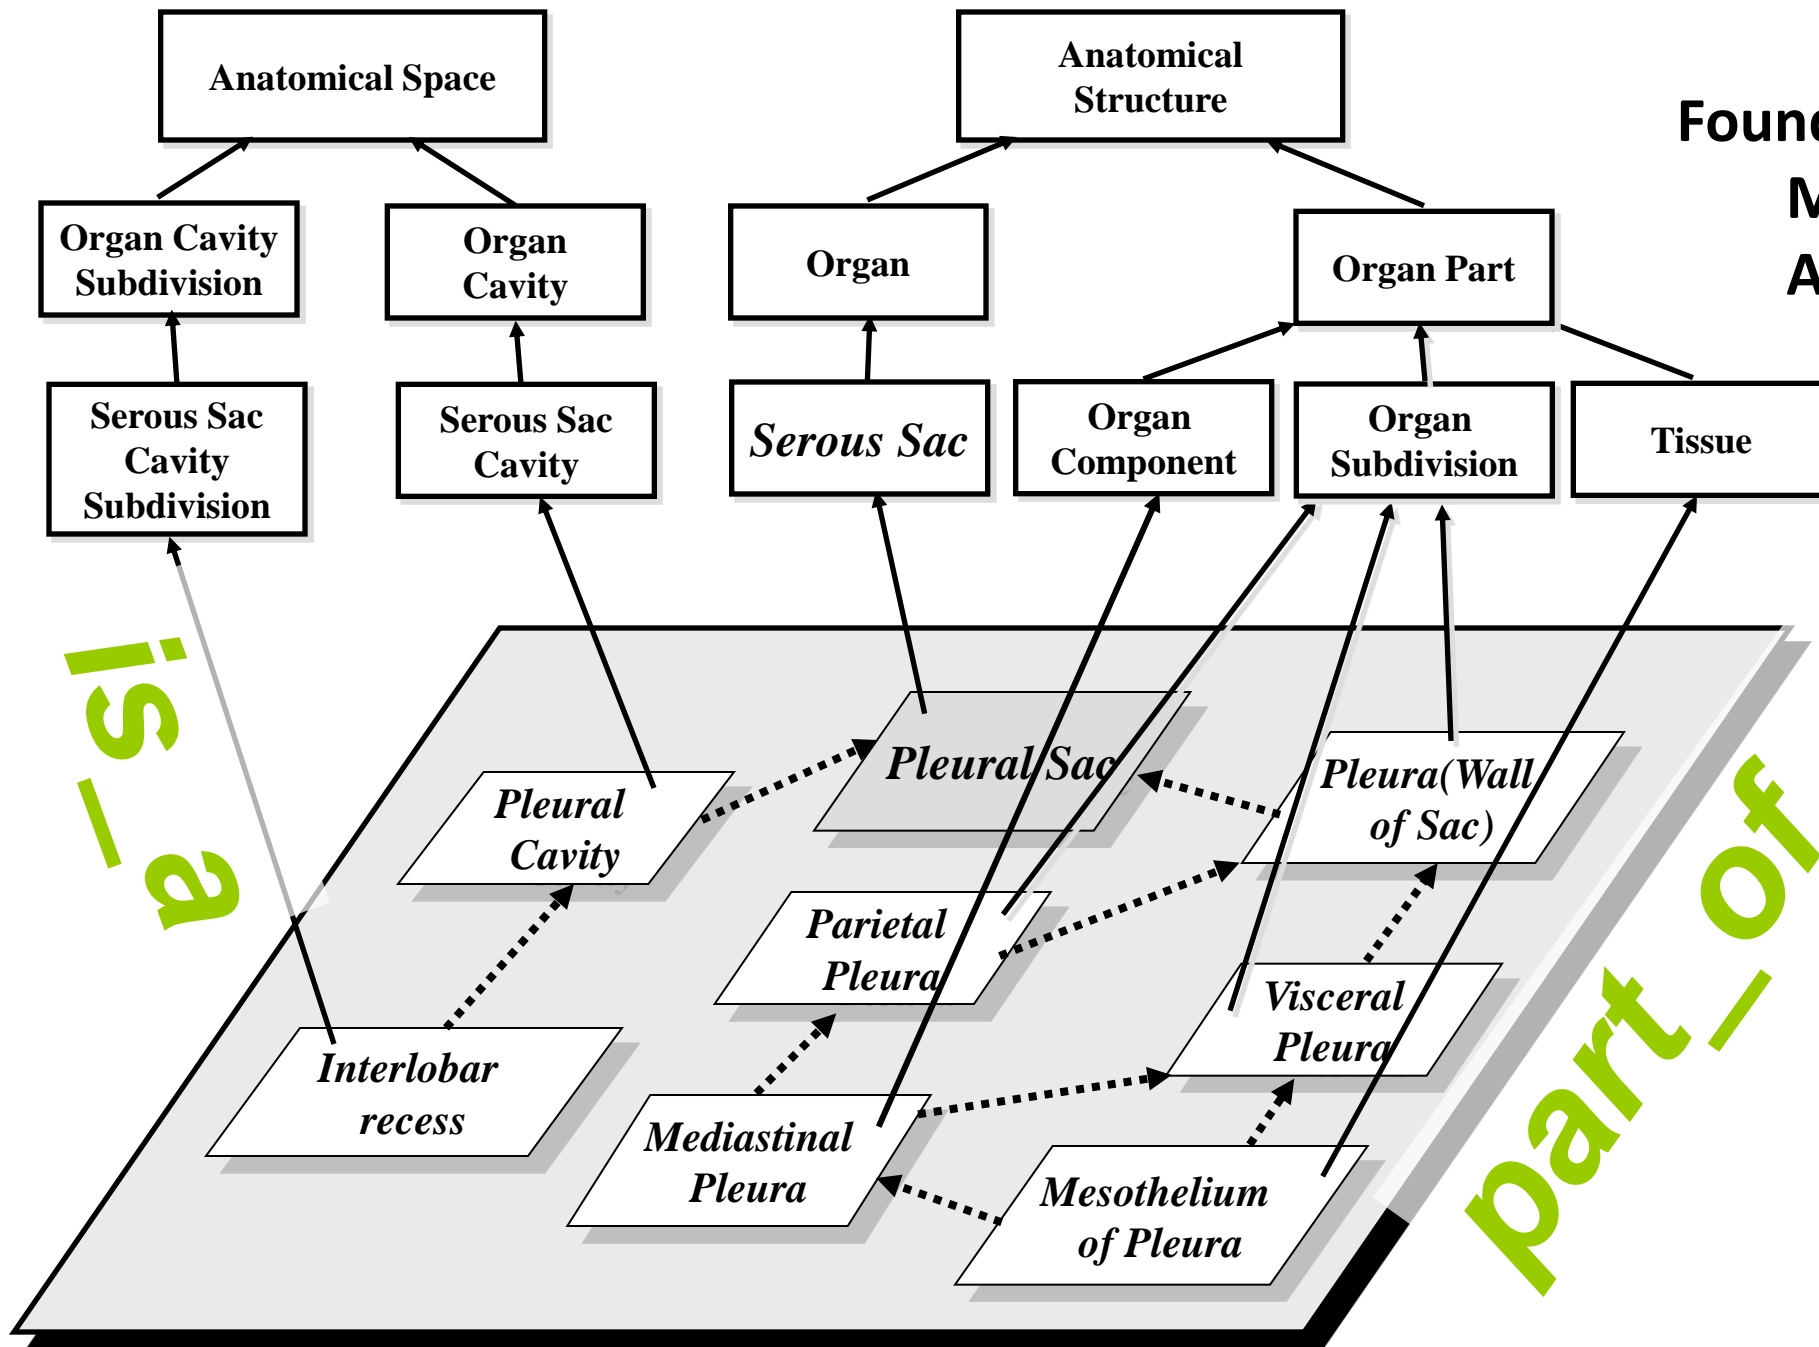 Anatomical Space
Anatomical
Structure
Found
M
A
Organ Cavity
Subdivision
Organ
Cavity
Organ
Organ Part
Serous Sac
Cavity
Subdivision
Serous Sac
Cavity
Serous Sac
Organ
Component
Organ
Subdivision
Tissue
is_a
part_of
Pleural Sac
Pleura(Wall
of Sac)
Pleural
Cavity
Parietal
Pleura
Visceral
Pleura
Interlobar
recess
Mediastinal
Pleura
Mesothelium
of Pleura